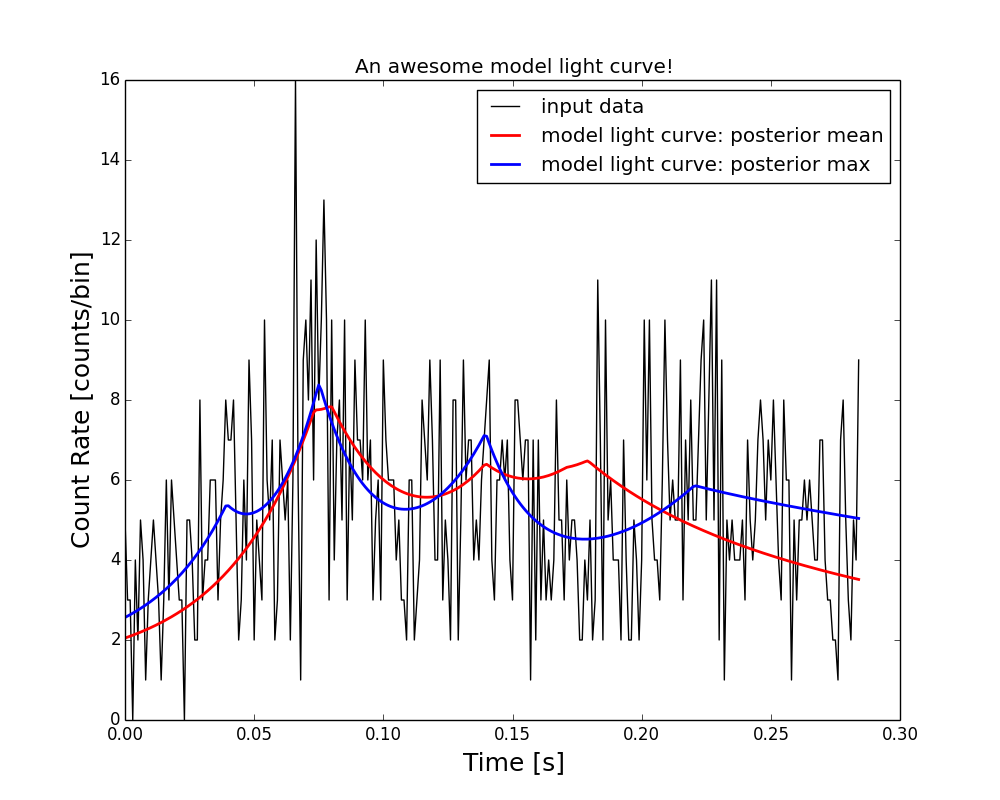 An awesome model light curve!
input data
model light curve: posterior mean
model light curve: posterior max
Count Rate [counts/bin]
16
14
12
10
8
6
4
2
0
0.00 0.05 0.10 0.15 0.20 0.25 0.30
Time [s]